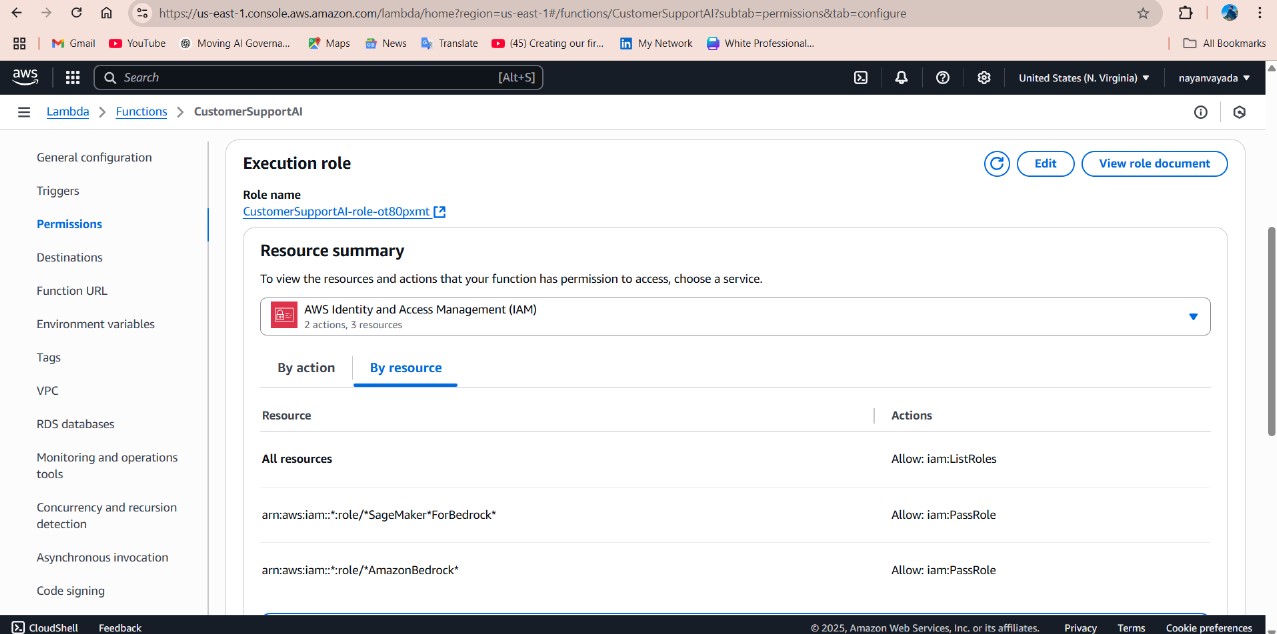 https://us-east-1.console.aws.amazon.com/lambda/home?region=us-east-1#/functions/CustomerSupportAI?subtab=permissions&tab=configure
Gmail YouTube Moving AI Governa... Maps News Translate (45) Creating our fir... My Network White Professional... All Bookmarks
aws Search [Alt+S] United States (N. Virginia) nayanvayada
Lambda Functions CustomerSupportAI
General configuration
Triggers
Permissions
Destinations
Function URL
Environment variables
Tags
VPC
RDS databases
Monitoring and operations
tools
Concurrency and recursion
detection
Asynchronous invocation
Code signing
Execution role
Edit
View role document
Role name
CustomerSupportAI-role-ot80pxmt
Resource summary
To view the resources and actions that your function has permission to access, choose a service.
AWS Identity and Access Management (IAM)
2 actions, 3 resources
By action By resource
Resource Actions
All resources Allow: iam:ListRoles
arn:aws:iam::*:role/*SageMaker*ForBedrock* Allow: iam:PassRole
arn:aws:iam::*:role/*AmazonBedrock* Allow: iam:PassRole
CloudShell Feedback © 2025, Amazon Web Services, Inc. or its affiliates. Privacy Terms Cookie preferences